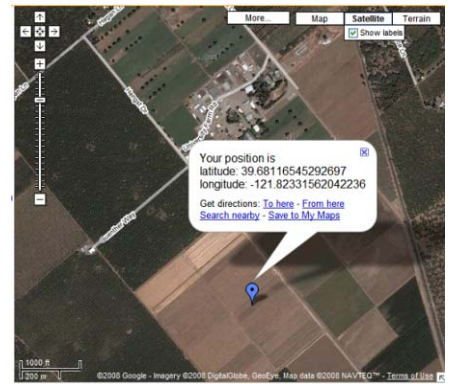 More...
Map
Satellite
Terrain
Show labels
Hegan Ln
Your position is
latitude: 39.68116545292697
longitude: -121.82331562042236
Get directions: To here - From here
Search nearby - Save to My Maps
1000 ft
200 m
©2008 Google - Imagery ©2008 DigitalGlobe, GeoEye, Map data ©2008 NAVTEQ™ - Terms of Use